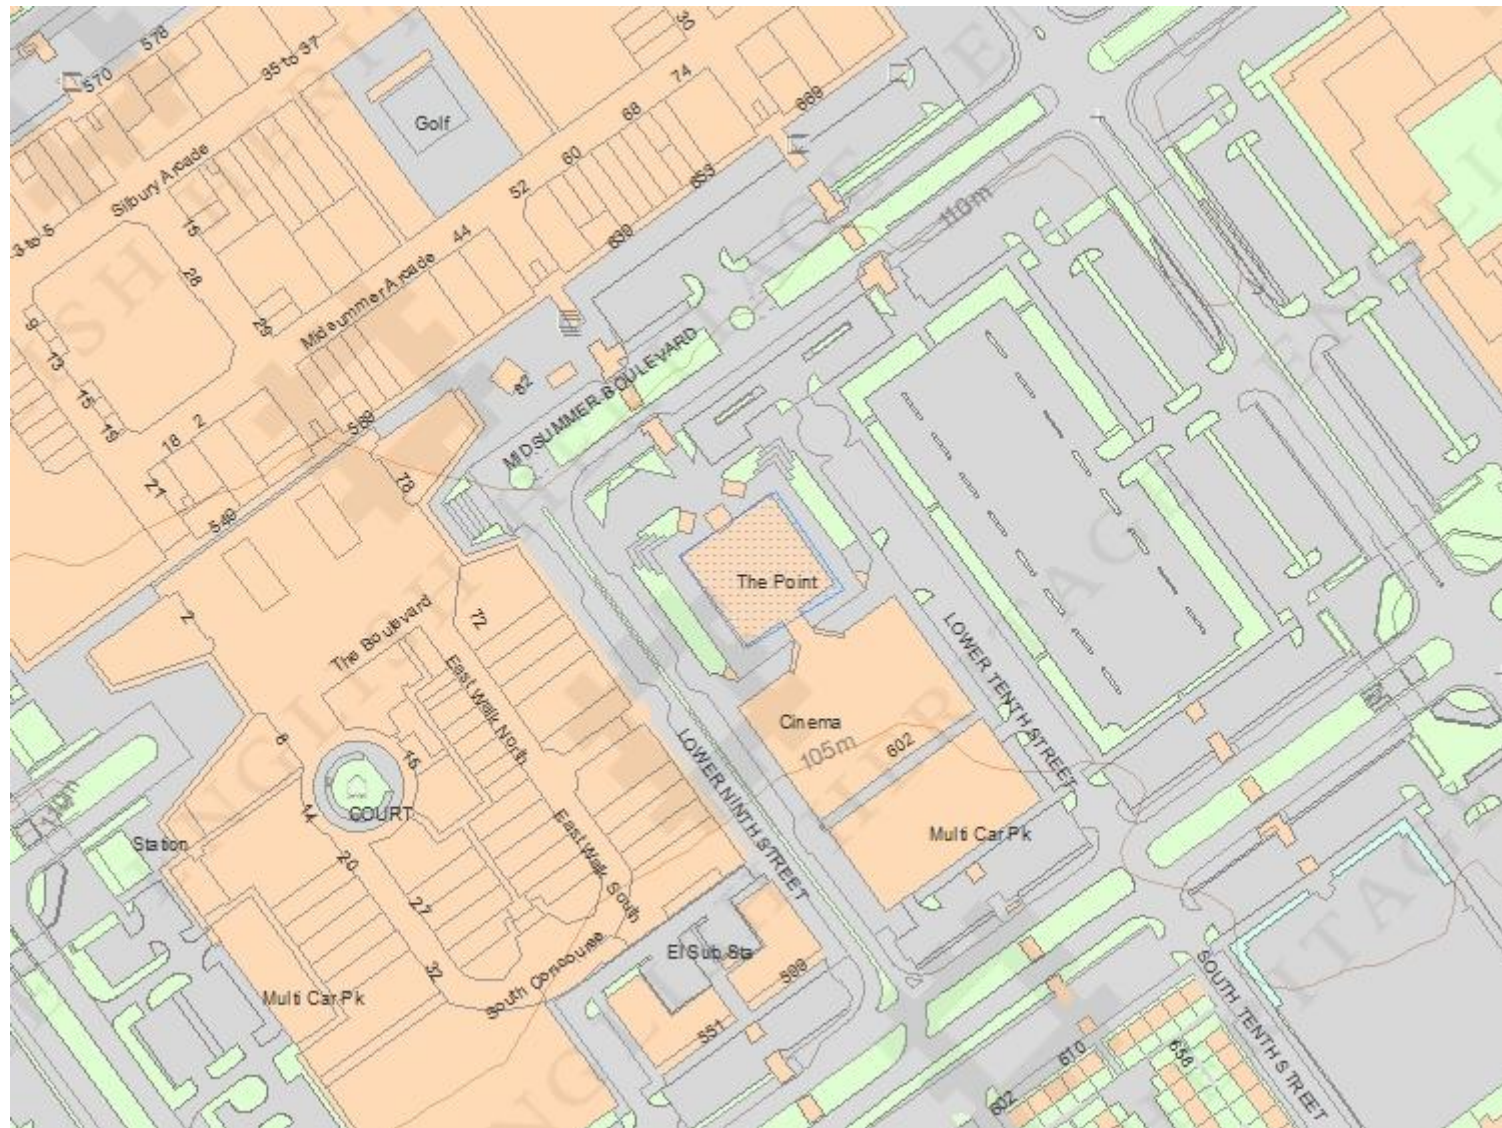 576
570
35 to 37
30
74
Golf
68
669
Silbury Arcade
60
653
52
3 to 5
15
44
639
110m
28
Midsummer Arcade
25
9
13
62
MIDSUMMER BOULEVARD
15
19
18
2
589
21
78
549
The Point
2
The Boulevard
72
LOWER TENTH STREET
East Walk North
Cinema
105m
602
8
16
LOWER NINTH STREET
COURT
14
Multi Car Pk
Station
20
East Walk South
27
El Sub Sta
599
32
South Concourse
Multi Car Pk
551
SOUTH TENTH STREET
610
658
602
ENGLISH HERITAGE